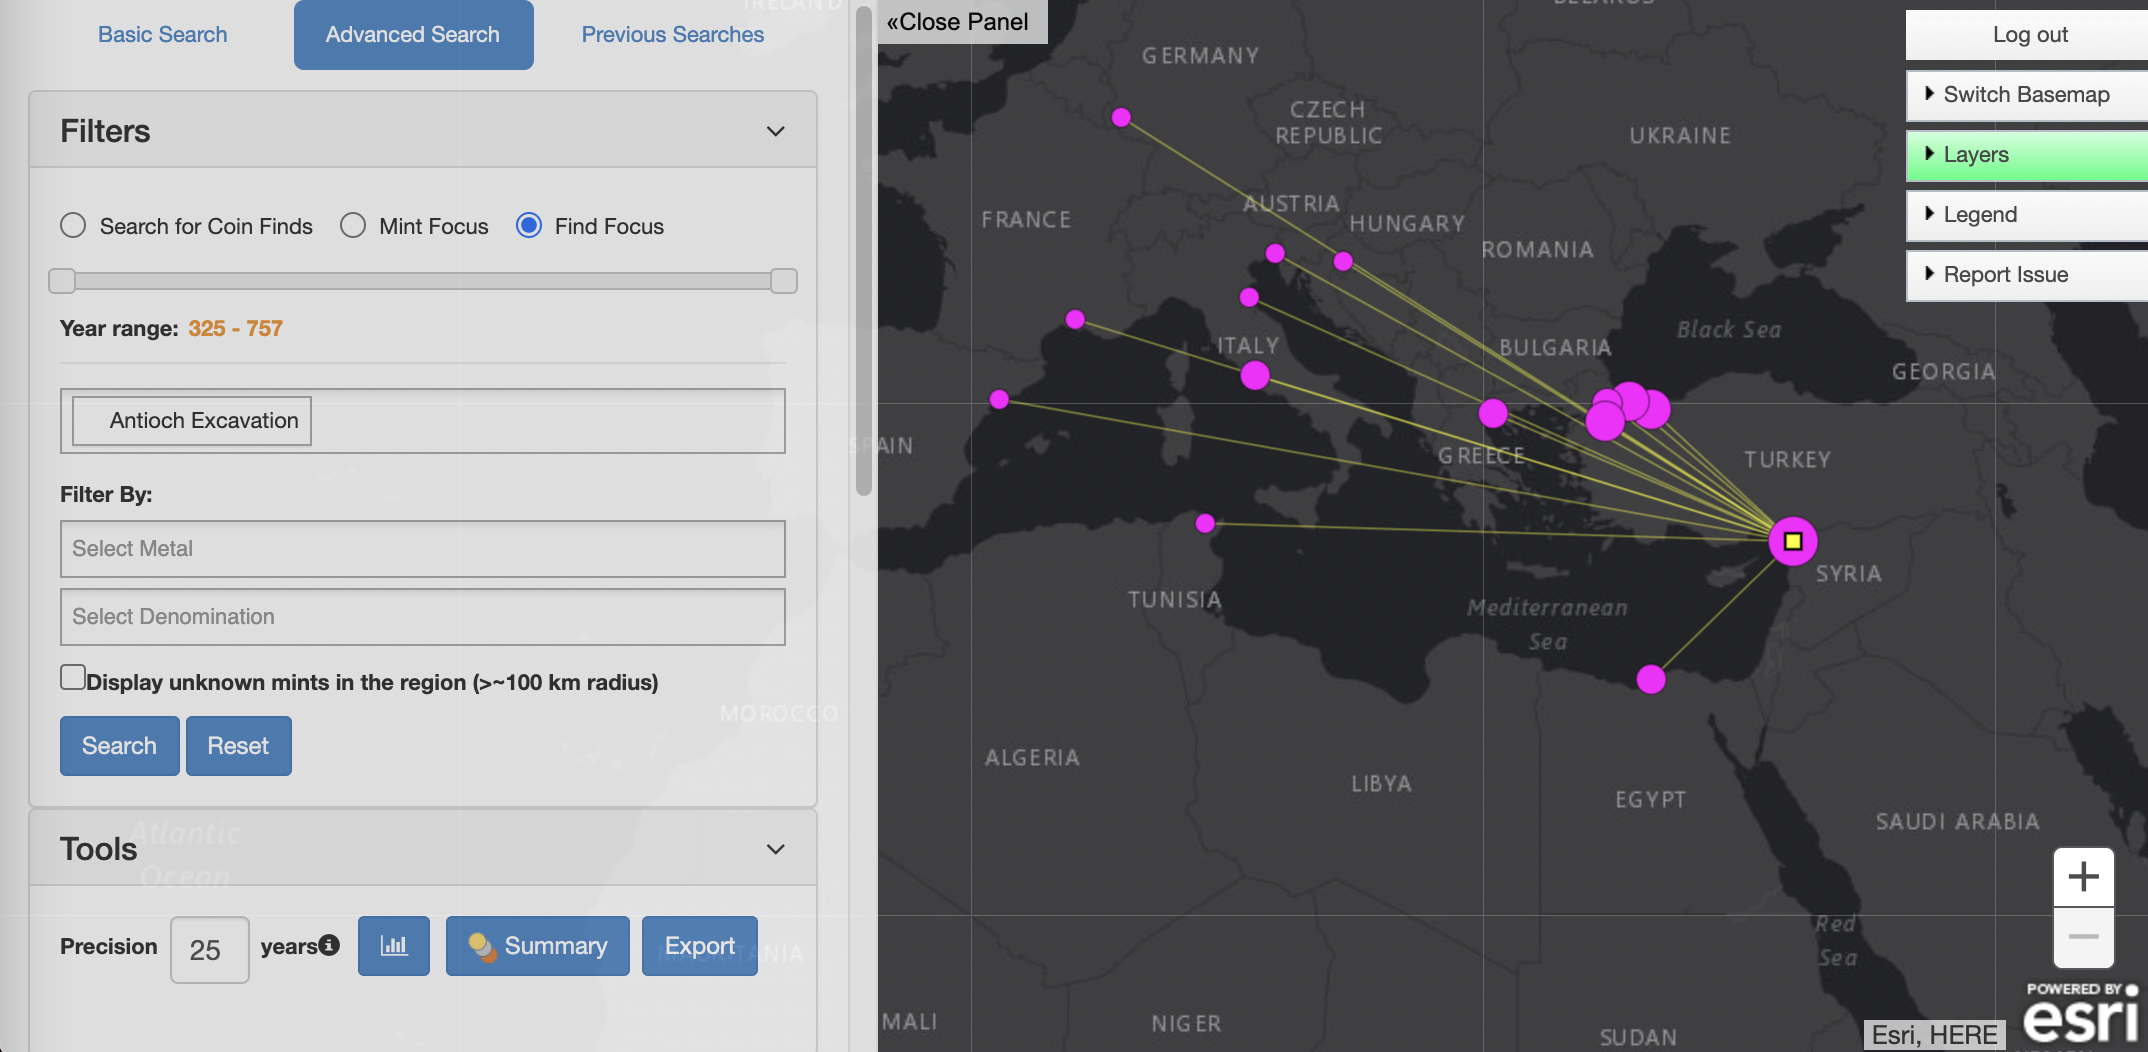 Basic Search
Advanced Search
Previous Searches
Filters
Search for Coin Finds
Mint Focus
Find Focus
Year range: 325 - 757
Antioch Excavation
Filter By:
Select Metal
Select Denomination
Display unknown mints in the region (>~100 km radius)
Search
Reset
Tools
Precision
25
years
Summary
Export
Atlantic
Ocean
MOROCCO
«Close Panel
IRELAND
BELARUS
GERMANY
CZECH
REPUBLIC
UKRAINE
AUSTRIA
FRANCE
HUNGARY
ROMANIA
Black Sea
ITALY
BULGARIA
GEORGIA
SPAIN
GREECE
TURKEY
SYRIA
TUNISIA
Mediterranean
Sea
ALGERIA
LIBYA
EGYPT
SAUDI ARABIA
Red
Sea
MALI
NIGER
SUDAN
Log out
Switch Basemap
Layers
Legend
Report Issue
+
−
POWERED BY
esri
Esri, HERE